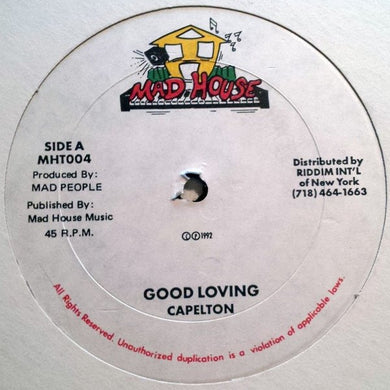 MAD HOUSE
SIDE A
MHT004
Produced By:
MAD PEOPLE
Published By:
Mad House Music
45 R.P.M.
Distributed by
RIDDIM INT'L
of New York
(718) 464-1663
©℗1992
GOOD LOVING
CAPELTON
All Rights Reserved. Unauthorized duplication is a violation of applicable laws.